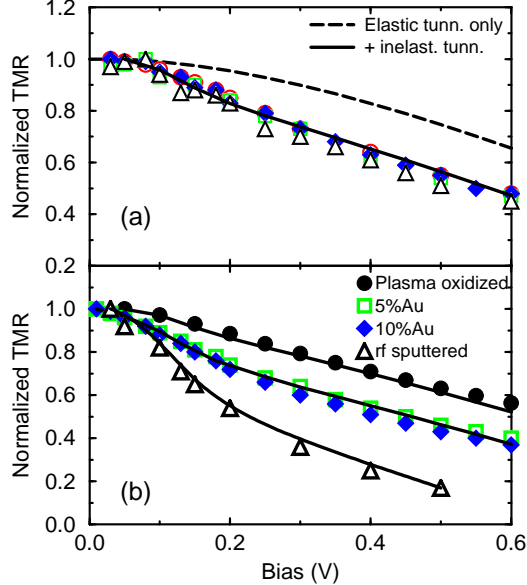 1.2
1.0
0.8
0.6
0.4
Normalized TMR
Elastic tunn. only
+ inelast. tunn.
(a)
1.2
1.0
0.8
0.6
0.4
0.2
0.0
Normalized TMR
Plasma oxidized
5%Au
10%Au
rf sputtered
(b)
0.0 0.2 0.4 0.6
Bias (V)